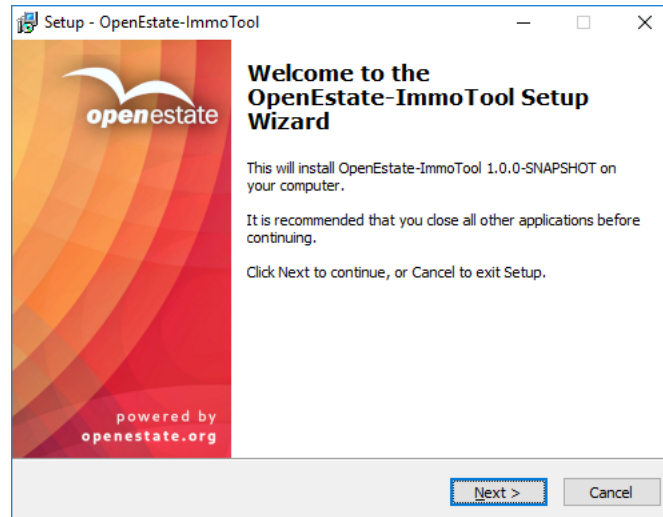 Setup - OpenEstate-ImmoTool
openestate
Welcome to the
OpenEstate-ImmoTool Setup
Wizard
This will install OpenEstate-ImmoTool 1.0.0-SNAPSHOT on
your computer.
It is recommended that you close all other applications before
continuing.
Click Next to continue, or Cancel to exit Setup.
powered by
openestate.org
Next >
Cancel